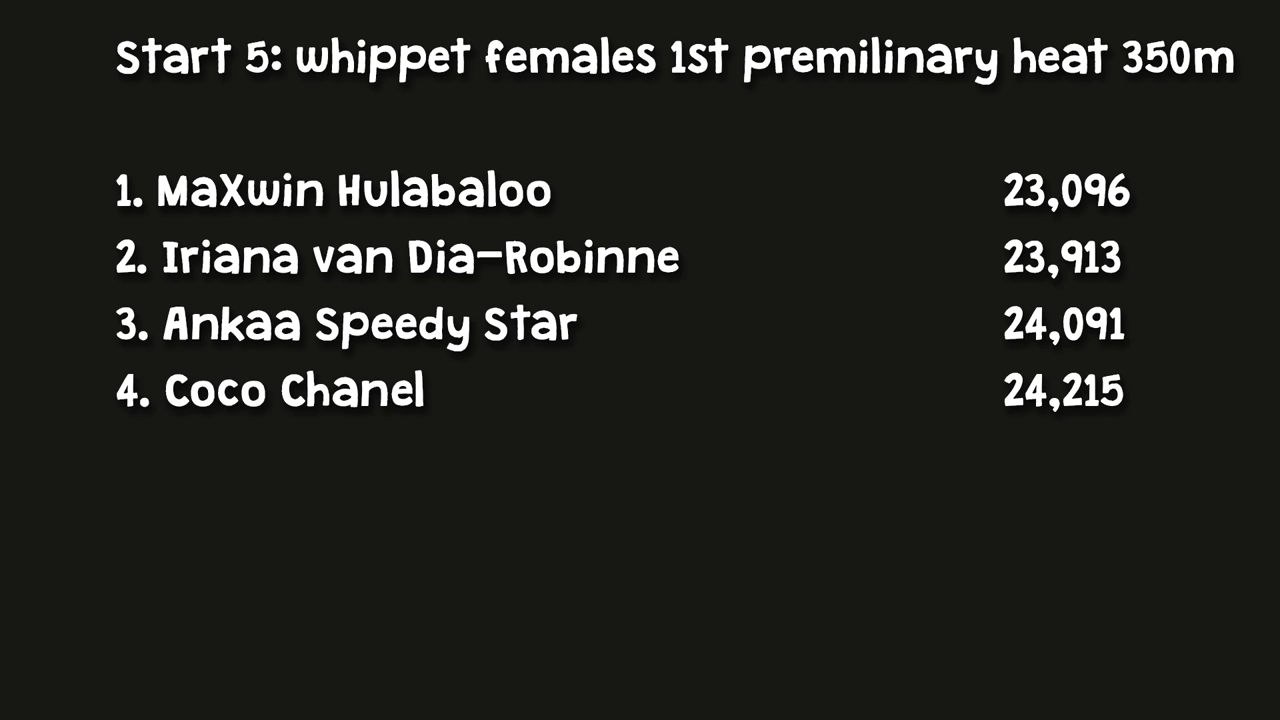 Start 5: whippet females 1st premilinary heat 350m
1. MaXwin Hulabaloo 23,096
2. Iriana van Dia-Robinne 23,913
3. Ankaa Speedy Star 24,091
4. Coco Chanel 24,215